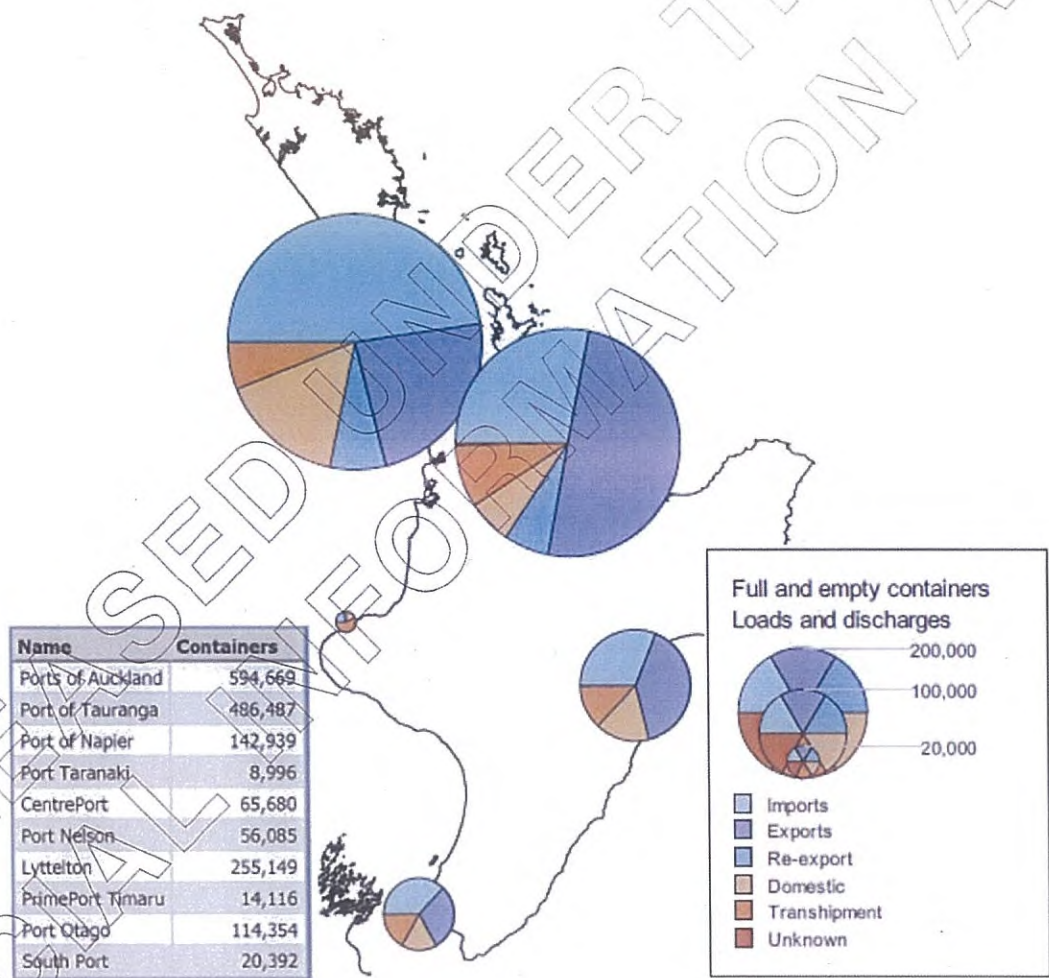 SED UNDER T
INFORMATION A
Name Containers
Ports of Auckland 594,669
Port of Tauranga 486,487
Port of Napier 142,939
Port Taranaki 8,996
CentrePort 65,680
Port Nelson 56,085
Lyttelton 255,149
PrimePort Timaru 14,116
Port Otago 114,354
South Port 20,392
Full and empty containers
Loads and discharges
200,000
100,000
20,000
Imports
Exports
Re-export
Domestic
Transhipment
Unknown